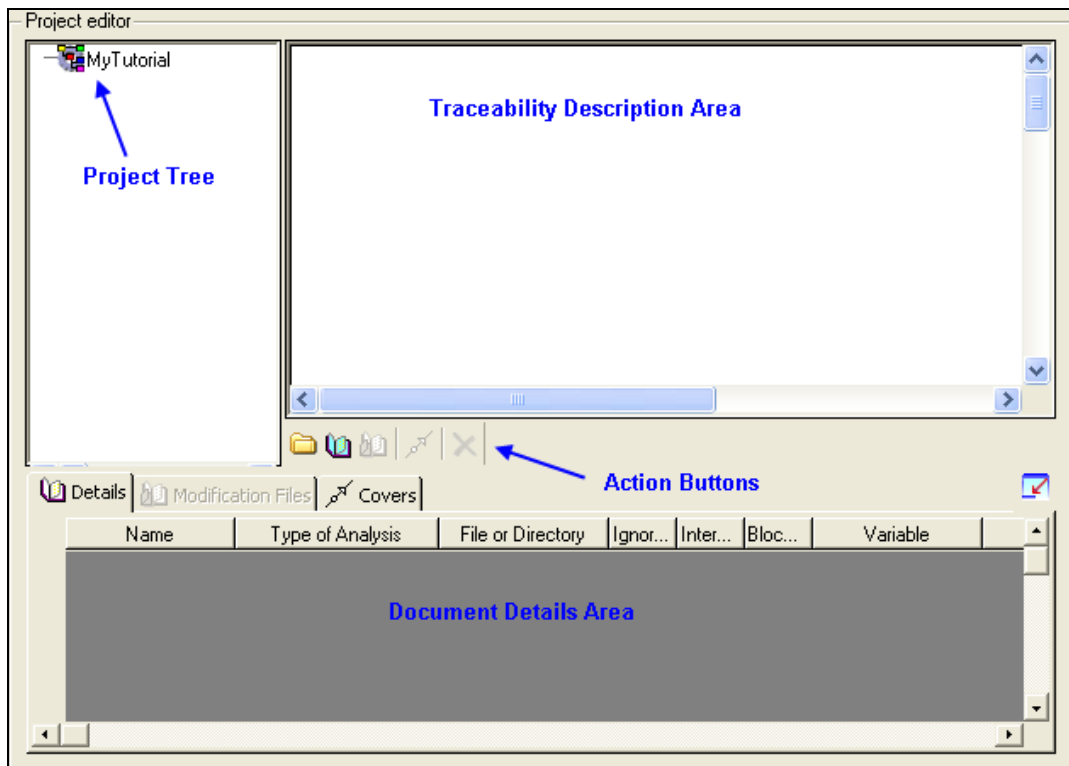 Project editor
MyTutorial
Traceability Description Area
Project Tree
Action Buttons
Details Modification Files Covers
Name Type of Analysis File or Directory Ignor... Inter... Bloc... Variable
Document Details Area